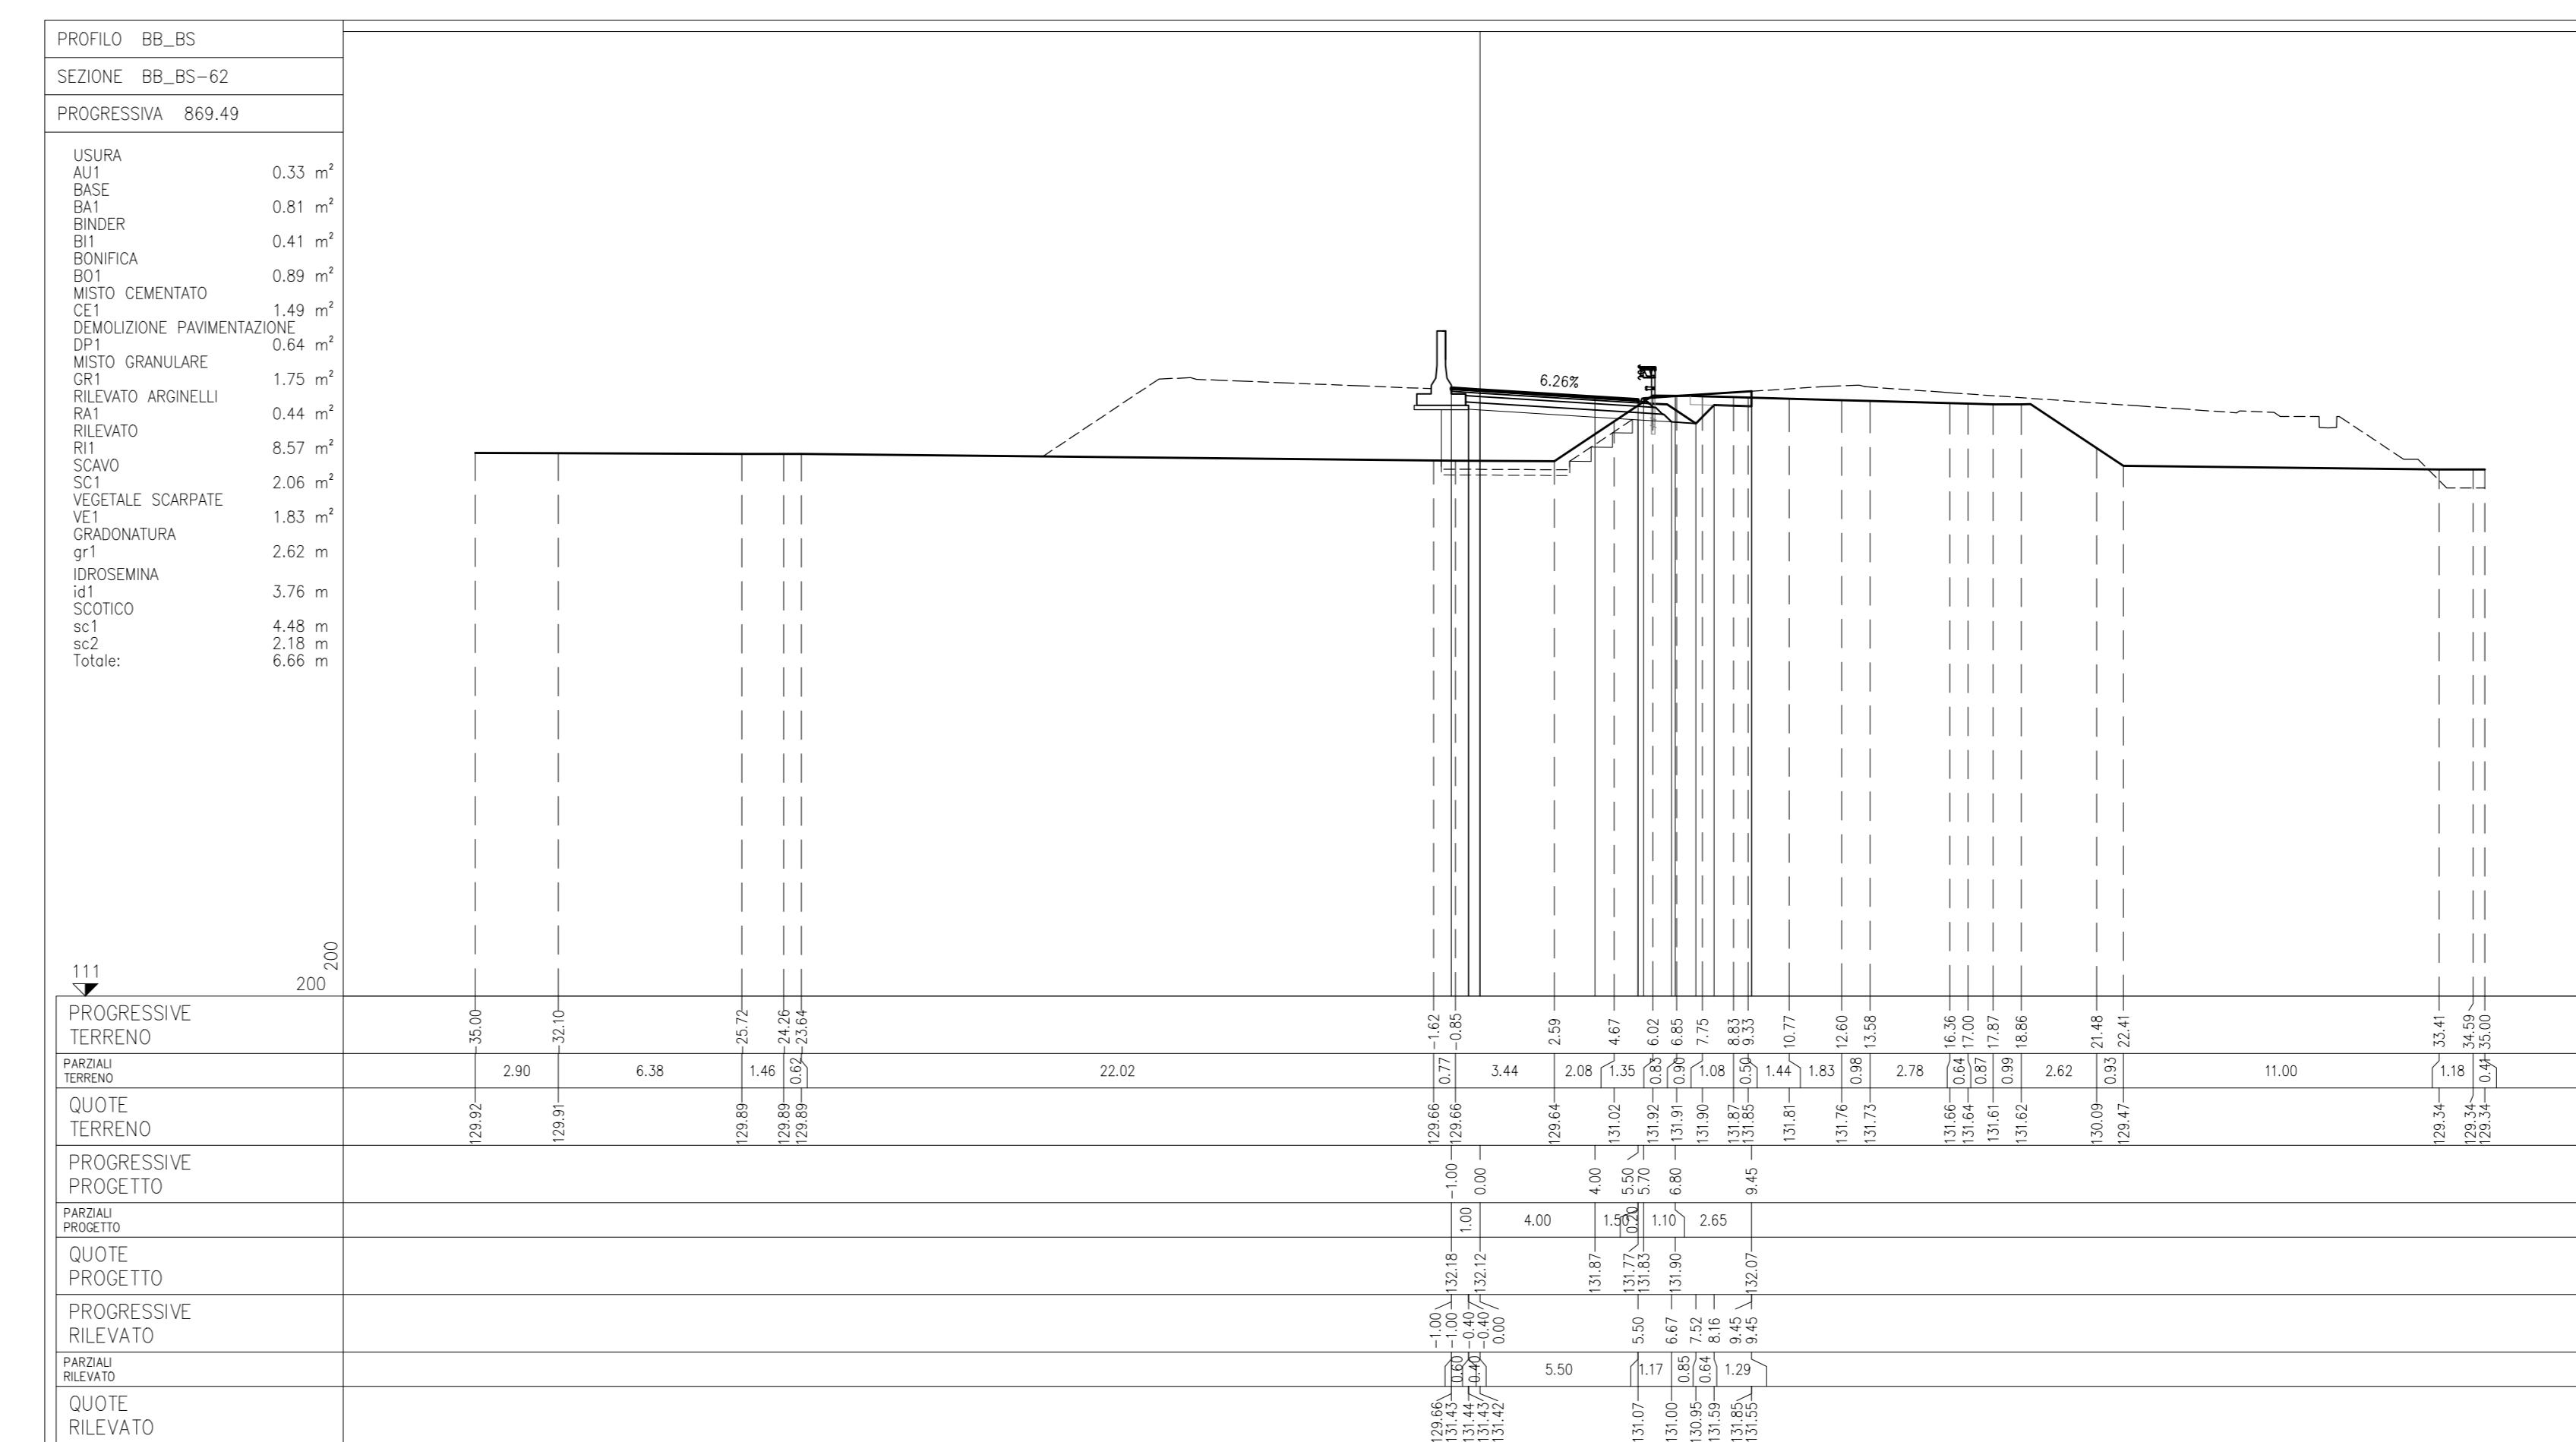 PROFILO BB_BS
SEZIONE BB_BS-62
PROGRESSIVA 869.49
USURA
AU1 0.33 m²
BASE
BA1 0.81 m²
BINDER
BI1 0.41 m²
BONIFICA
BO1 0.89 m²
MISTO CEMENTATO
CE1 1.49 m²
DEMOLIZIONE PAVIMENTAZIONE
DP1 0.64 m²
MISTO GRANULARE
GR1 1.75 m²
RILEVATO ARGINELLI
RA1 0.44 m²
RILEVATO
RI1 8.57 m²
SCAVO
SC1 2.06 m²
VEGETALE SCARPATE
VE1 1.83 m²
GRADONATURA
gr1 2.62 m
IDROSEMINA
id1 3.76 m
SCOTICO
sc1 4.48 m
sc2 2.18 m
Totale: 6.66 m
6.26%
111 200 200
PROGRESSIVE
TERRENO
-35.00 -32.10 -25.72 -24.26 -23.64 -1.62 -0.85 2.59 4.67 6.02 6.85 7.75 8.83 9.33 10.77 12.60 13.58 16.36 17.00 17.87 18.86 21.48 22.41 33.41 34.59 35.00
PARZIALI
TERRENO
2.90 6.38 1.46 0.62 22.02 0.77 3.44 2.08 1.35 0.83 0.90 1.08 0.50 1.44 1.83 0.98 2.78 0.64 0.87 0.99 2.62 0.93 11.00 1.18 0.41
QUOTE
TERRENO
129.92 129.91 129.89 129.89 129.89 129.66 129.66 129.64 131.02 131.92 131.91 131.90 131.87 131.85 131.81 131.76 131.73 131.66 131.64 131.61 131.62 130.09 129.47 129.34 129.34 129.34
PROGRESSIVE
PROGETTO
-1.00 0.00 4.00 5.50 5.70 6.80 9.45
PARZIALI
PROGETTO
1.00 4.00 1.50 0.20 1.10 2.65
QUOTE
PROGETTO
132.18 132.12 131.87 131.77 131.83 131.90 132.07
PROGRESSIVE
RILEVATO
-1.00 -1.00 -0.40 -0.40 0.00 5.50 6.67 7.52 8.16 9.45 9.45
PARZIALI
RILEVATO
0.60 0.40 5.50 1.17 0.85 0.64 1.29
QUOTE
RILEVATO
129.66 131.43 131.44 131.43 131.42 131.07 131.00 130.95 131.59 131.85 131.55